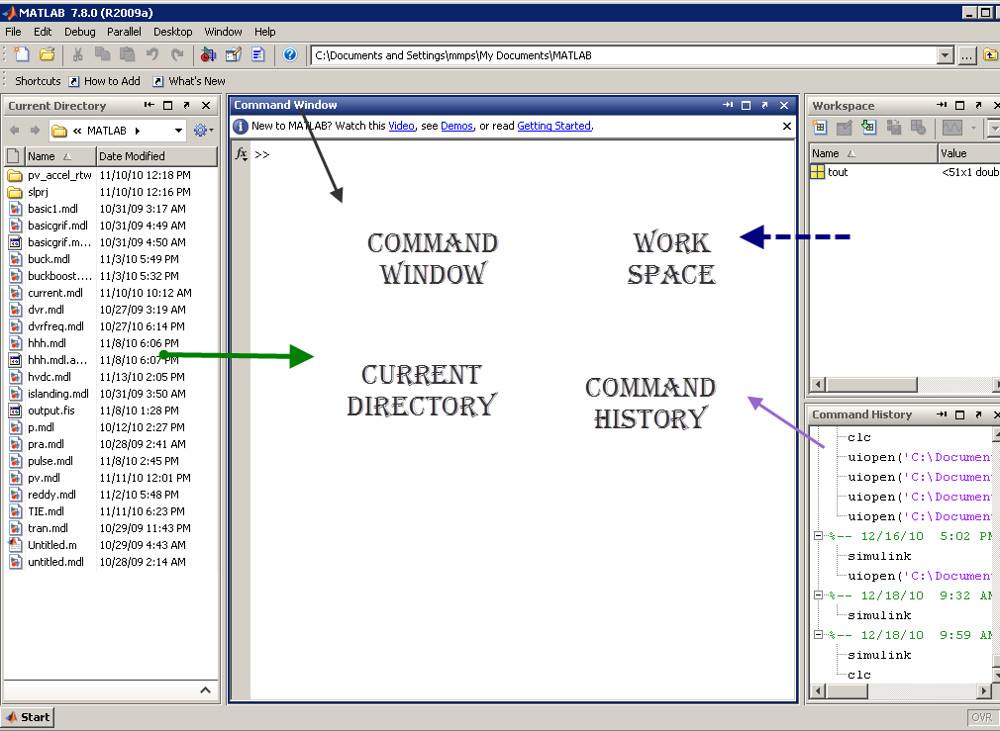 MATLAB 7.8.0 (R2009a)
File Edit Debug Parallel Desktop Window Help
C:\Documents and Settings\mmps\My Documents\MATLAB
Shortcuts How to Add What's New
Current Directory
« MATLAB
Name Date Modified
pv_accel_rtw 11/10/10 12:18 PM
slprj 11/10/10 12:16 PM
basic1.mdl 10/31/09 3:17 AM
basicgrif.mdl 10/31/09 4:49 AM
basicgrif.m... 10/31/09 4:50 AM
buck.mdl 11/3/10 5:49 PM
buckboost.... 11/3/10 5:32 PM
current.mdl 11/10/10 10:12 AM
dvr.mdl 10/27/09 3:19 AM
dvrfreq.mdl 10/27/10 6:14 PM
hhh.mdl 11/8/10 6:06 PM
hhh.mdl.a... 11/8/10 6:07 PM
hvdc.mdl 11/13/10 2:05 PM
islanding.mdl 10/31/09 3:50 AM
output.fis 11/8/10 1:28 PM
p.mdl 10/12/10 2:27 PM
pra.mdl 10/28/09 2:41 AM
pulse.mdl 11/8/10 2:45 PM
pv.mdl 11/11/10 12:01 PM
reddy.mdl 11/2/10 5:48 PM
TIE.mdl 11/11/10 6:23 PM
tran.mdl 10/29/09 11:43 PM
Untitled.m 10/29/09 4:43 AM
untitled.mdl 10/28/09 2:14 AM
Command Window
New to MATLAB? Watch this Video, see Demos, or read Getting Started.
fx >>
COMMAND
WINDOW
WORK
SPACE
CURRENT
DIRECTORY
COMMAND
HISTORY
Workspace
Name Value
tout <51x1 doub
Command History
clc
uiopen('C:\Documen
uiopen('C:\Documen
uiopen('C:\Documen
uiopen('C:\Documen
%-- 12/16/10 5:02 PM
simulink
uiopen('C:\Documen
%-- 12/18/10 9:32 AM
simulink
%-- 12/18/10 9:59 AM
simulink
clc
Start
OVR